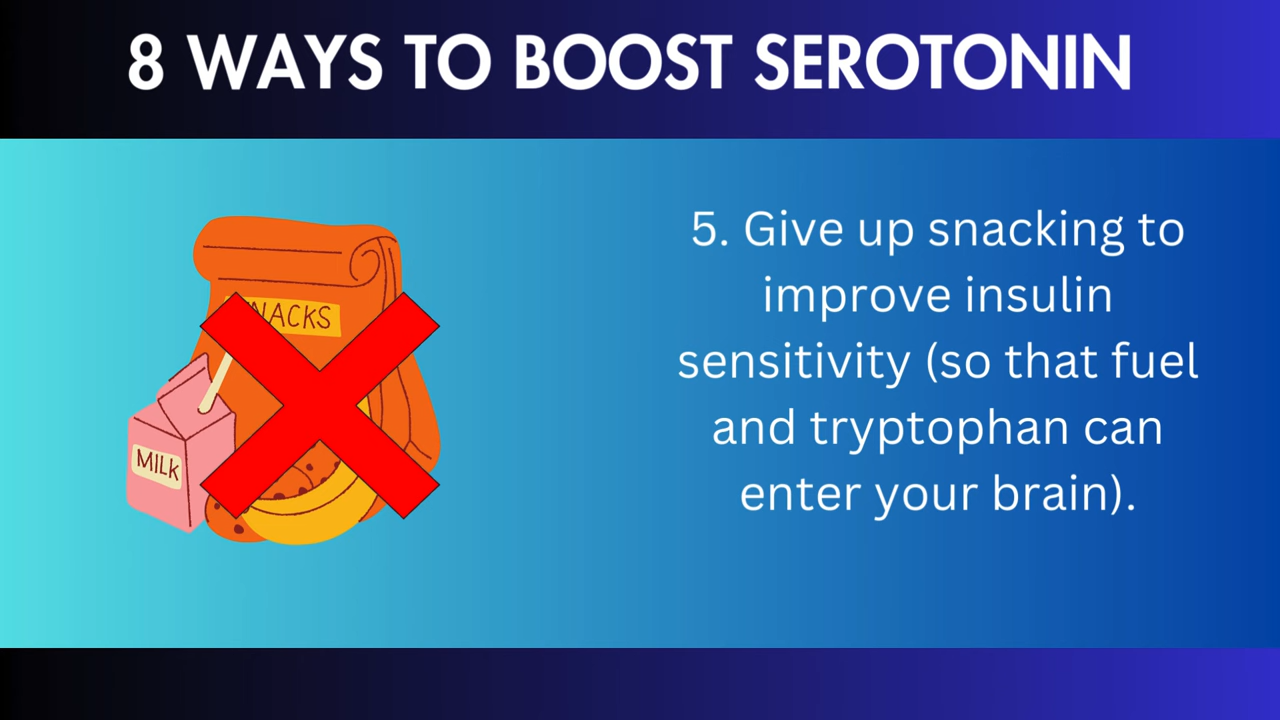 8 WAYS TO BOOST SEROTONIN
NACKS
MILK
5. Give up snacking to
improve insulin
sensitivity (so that fuel
and tryptophan can
enter your brain).